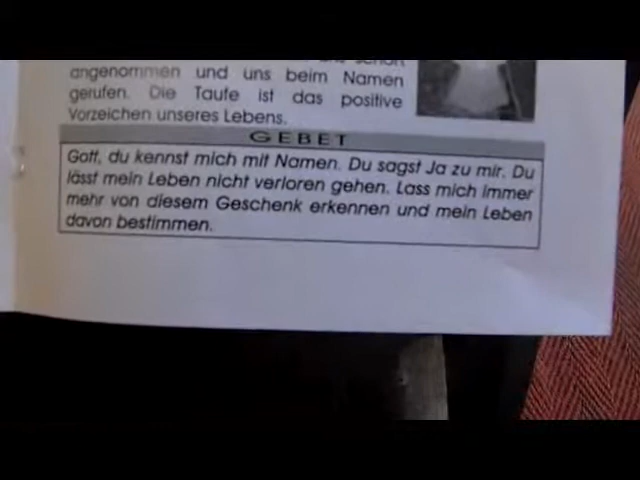 schon
angenommen und uns beim Namen
gerufen. Die Taufe ist das positive
Vorzeichen unseres Lebens.
GEBET
Gott, du kennst mich mit Namen. Du sagst Ja zu mir. Du
lässt mein Leben nicht verloren gehen. Lass mich immer
mehr von diesem Geschenk erkennen und mein Leben
davon bestimmen.